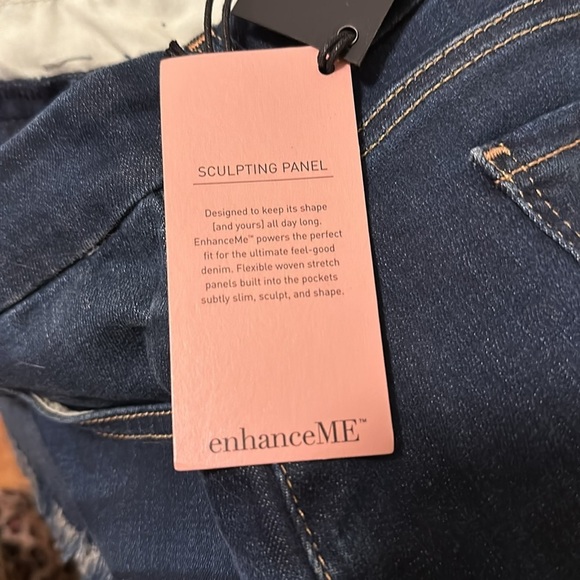 SCULPTING PANEL
Designed to keep its shape
[and yours] all day long.
EnhanceMe™ powers the perfect
fit for the ultimate feel-good
denim. Flexible woven stretch
panels built into the pockets
subtly slim, sculpt, and shape.
enhanceME™